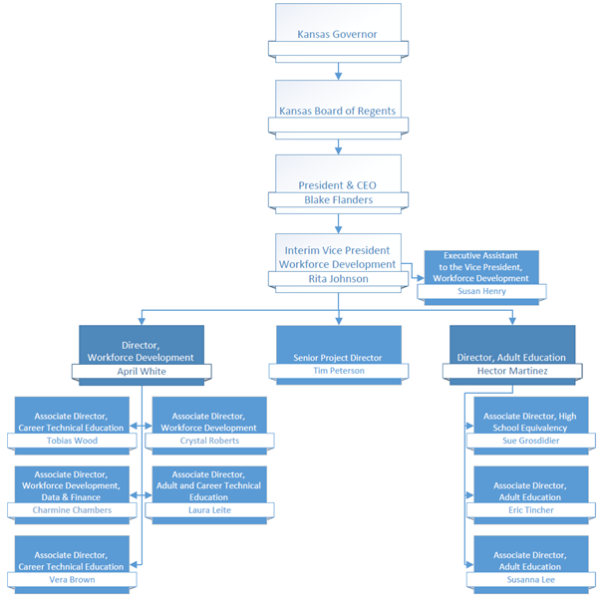 Kansas Governor
Kansas Board of Regents
President & CEO
Blake Flanders
Interim Vice President
Workforce Development
Rita Johnson
Executive Assistant
to the Vice President,
Workforce Development
Susan Henry
Director,
Workforce Development
April White
Senior Project Director
Tim Peterson
Director, Adult Education
Hector Martinez
Associate Director,
Career Technical Education
Tobias Wood
Associate Director,
Workforce Development
Crystal Roberts
Associate Director, High
School Equivalency
Sue Grosdidier
Associate Director,
Workforce Development,
Data & Finance
Charmine Chambers
Associate Director,
Adult and Career Technical
Education
Laura Leite
Associate Director,
Adult Education
Eric Tincher
Associate Director,
Career Technical Education
Vera Brown
Associate Director,
Adult Education
Susanna Lee